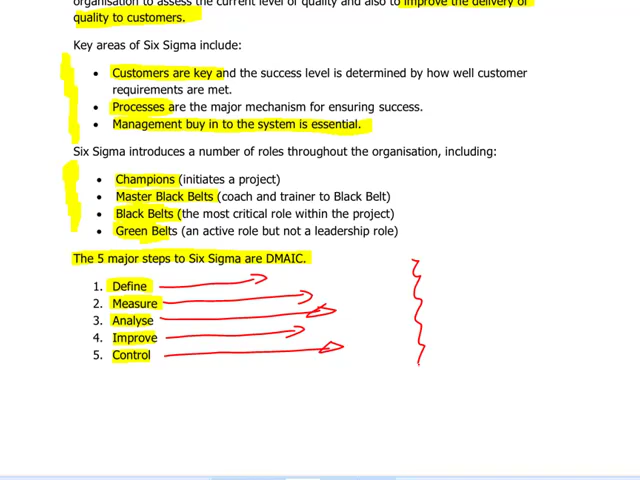 organisation to assess the current level of quality and also to improve the delivery of
quality to customers.
Key areas of Six Sigma include:
• Customers are key and the success level is determined by how well customer
requirements are met.
• Processes are the major mechanism for ensuring success.
• Management buy in to the system is essential.
Six Sigma introduces a number of roles throughout the organisation, including:
• Champions (initiates a project)
• Master Black Belts (coach and trainer to Black Belt)
• Black Belts (the most critical role within the project)
• Green Belts (an active role but not a leadership role)
The 5 major steps to Six Sigma are DMAIC.
1. Define
2. Measure
3. Analyse
4. Improve
5. Control